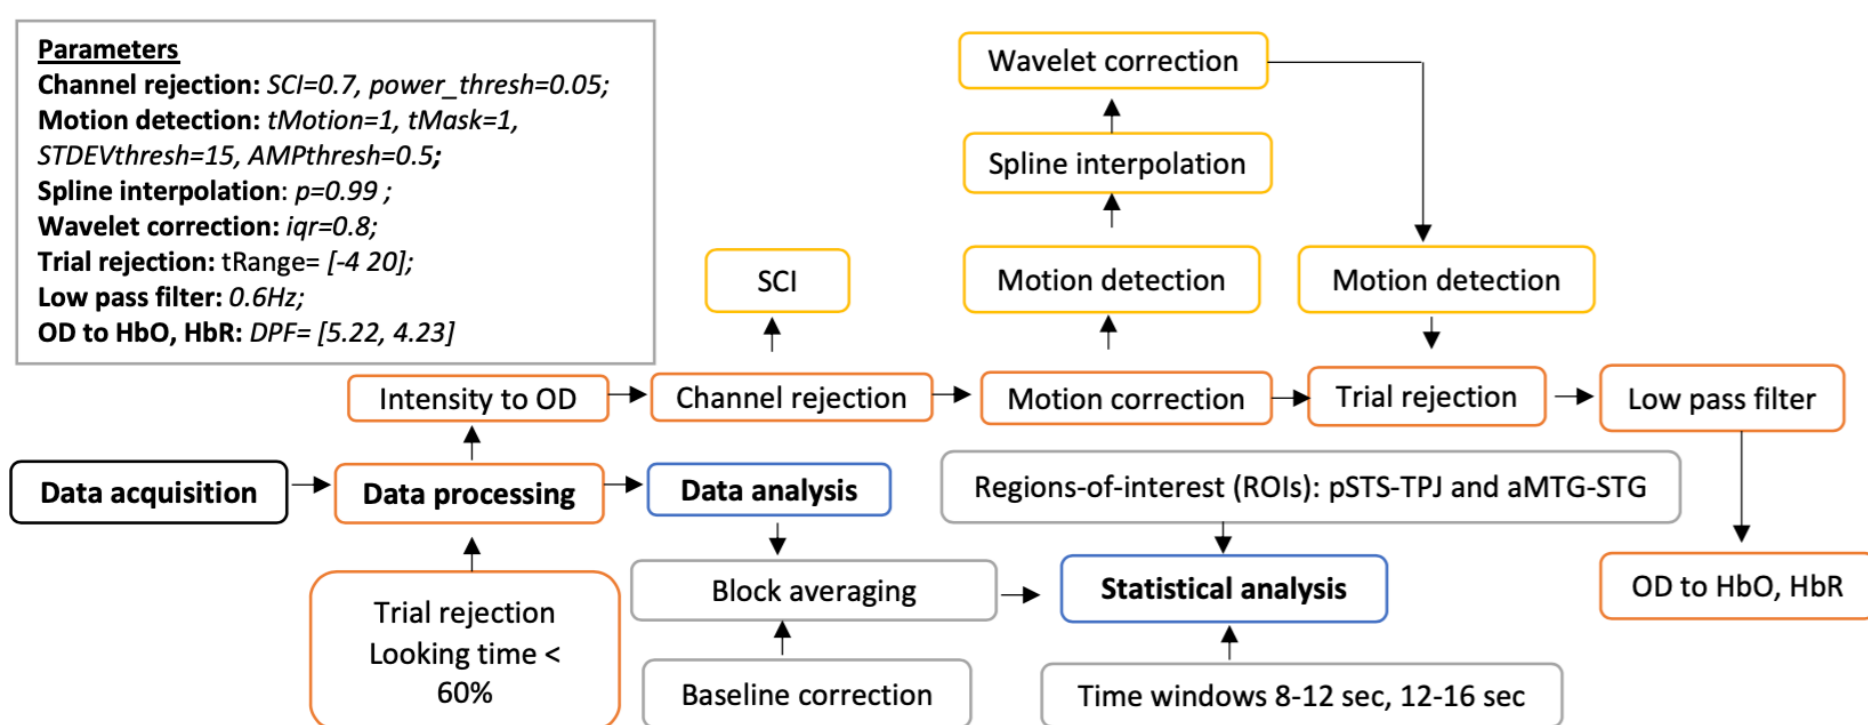 Parameters
Channel rejection: SCI=0.7, power_thresh=0.05;
Motion detection: tMotion=1, tMask=1,
STDEVthresh=15, AMPthresh=0.5;
Spline interpolation: p=0.99 ;
Wavelet correction: iqr=0.8;
Trial rejection: tRange= [-4 20];
Low pass filter: 0.6Hz;
OD to HbO, HbR: DPF= [5.22, 4.23]
Wavelet correction
Spline interpolation
SCI
Motion detection
Motion detection
Intensity to OD
Channel rejection
Motion correction
Trial rejection
Low pass filter
Data acquisition
Data processing
Data analysis
Regions-of-interest (ROIs): pSTS-TPJ and aMTG-STG
Trial rejection
Looking time <
60%
Block averaging
Statistical analysis
OD to HbO, HbR
Baseline correction
Time windows 8-12 sec, 12-16 sec